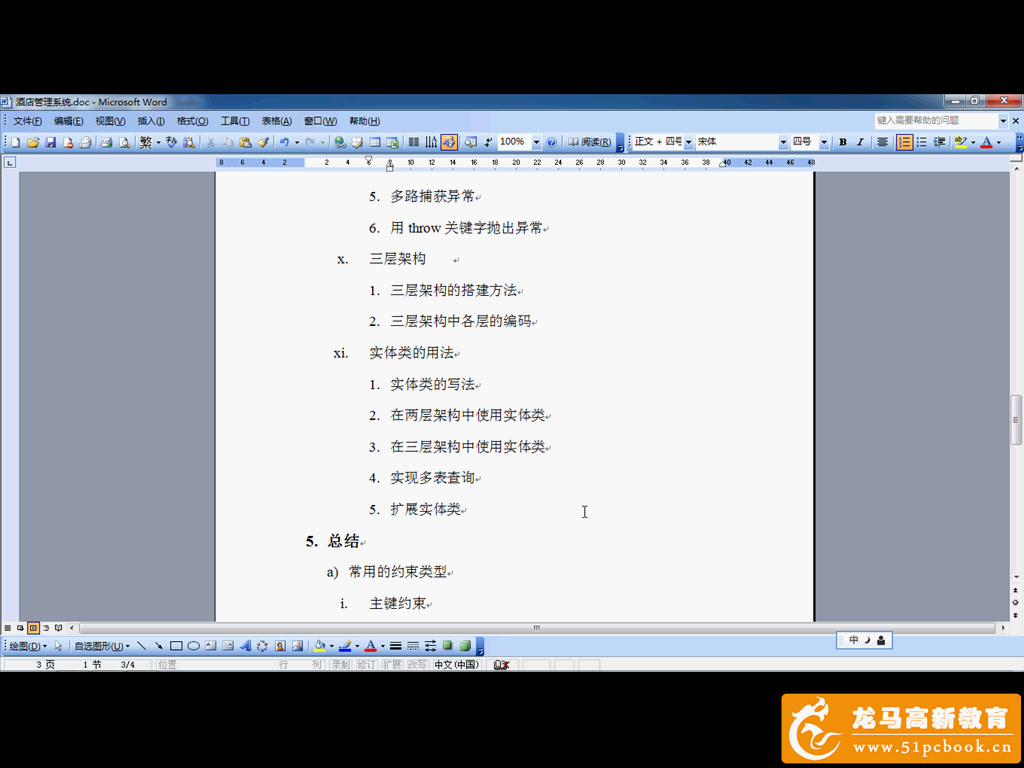 酒店管理系统.doc - Microsoft Word
文件(F) 编辑(E) 视图(V) 插入(I) 格式(O) 工具(T) 表格(A) 窗口(W) 帮助(H) 键入需要帮助的问题
繁 100% 阅读(R) 正文 + 四号 宋体 四号 B I A
8 6 4 2 2 4 6 8 10 12 14 16 18 20 22 24 26 28 30 32 34 36 38 40 42 44 46 48
5. 多路捕获异常
6. 用 throw 关键字抛出异常
x. 三层架构
1. 三层架构的搭建方法
2. 三层架构中各层的编码
xi. 实体类的用法
1. 实体类的写法
2. 在两层架构中使用实体类
3. 在三层架构中使用实体类
4. 实现多表查询
5. 扩展实体类
5. 总结
a) 常用的约束类型
i. 主键约束
绘图(D) 自选图形(U) A
中
3 页 1 节 3/4 位置 行 列 录制 修订 扩展 改写 中文(中国)
龙马高新教育
www.51pcbook.cn